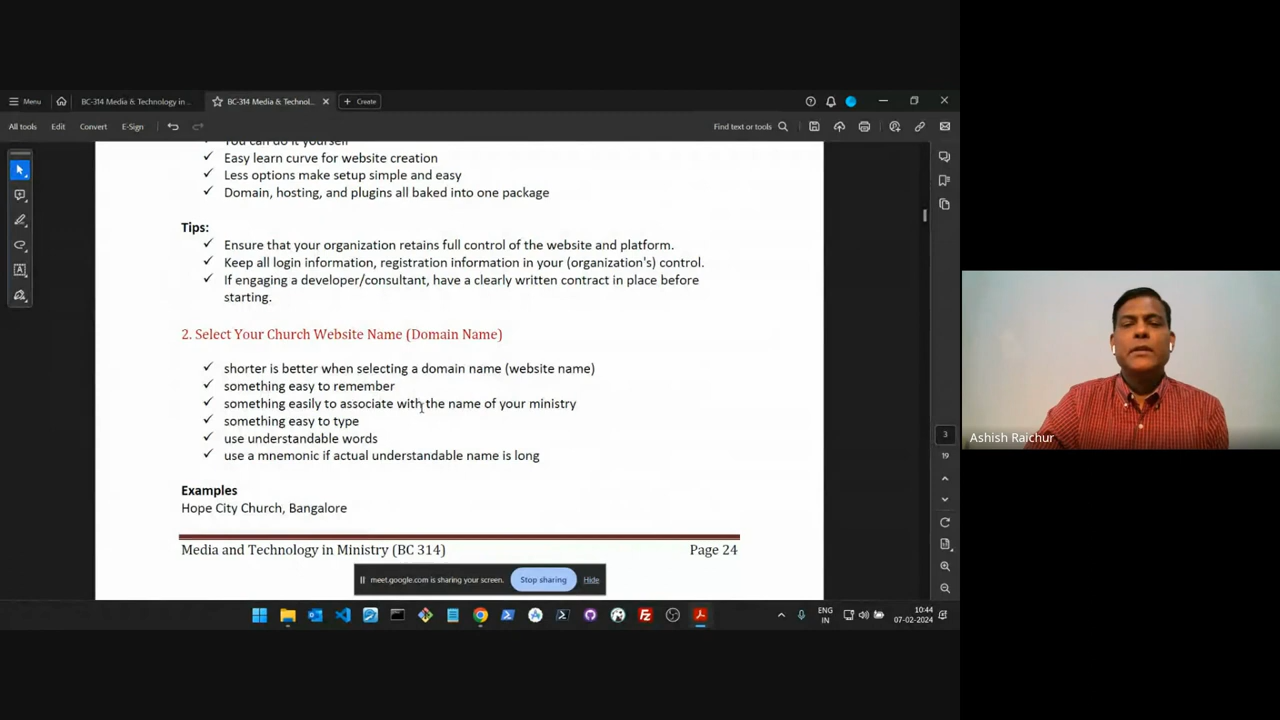 Menu
BC-314 Media & Technology in ...
BC-314 Media & Technol...
Create
All tools
Edit
Convert
E-Sign
Find text or tools
You can do it yourself
Easy learn curve for website creation
Less options make setup simple and easy
Domain, hosting, and plugins all baked into one package
Tips:
Ensure that your organization retains full control of the website and platform.
Keep all login information, registration information in your (organization's) control.
If engaging a developer/consultant, have a clearly written contract in place before
starting.
2. Select Your Church Website Name (Domain Name)
shorter is better when selecting a domain name (website name)
something easy to remember
something easily to associate with the name of your ministry
something easy to type
use understandable words
use a mnemonic if actual understandable name is long
Examples
Hope City Church, Bangalore
Media and Technology in Ministry (BC 314)
Page 24
3
19
meet.google.com is sharing your screen.
Stop sharing
Hide
ENG
IN
10:44
07-02-2024
Ashish Raichur